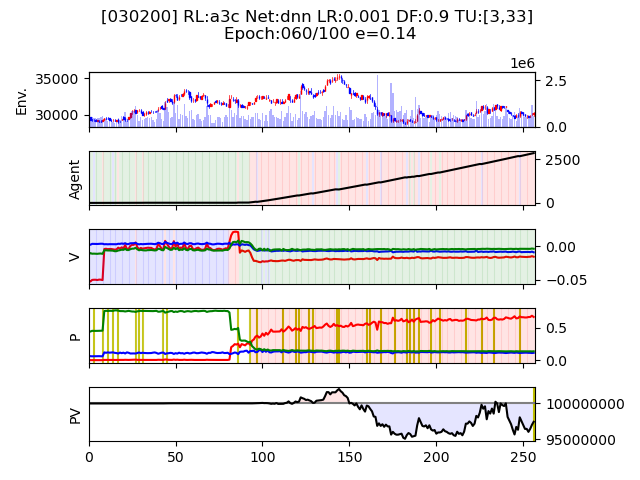 [030200] RL:a3c Net:dnn LR:0.001 DF:0.9 TU:[3,33]
Epoch:060/100 e=0.14
1e6
Env.
35000
30000
2.5
0.0
Agent
2500
0
V
0.00
−0.05
P
0.5
0.0
PV
100000000
95000000
0
50
100
150
200
250